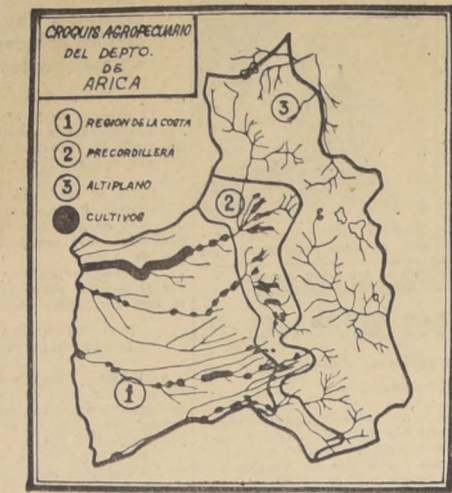 CROQUIS AGROPECUARIO
DEL DEPTO.
DE
ARICA
1 REGION DE LA COSTA
2 PRECORDILLERA
3 ALTIPLANO
CULTIVOS
3
2
1